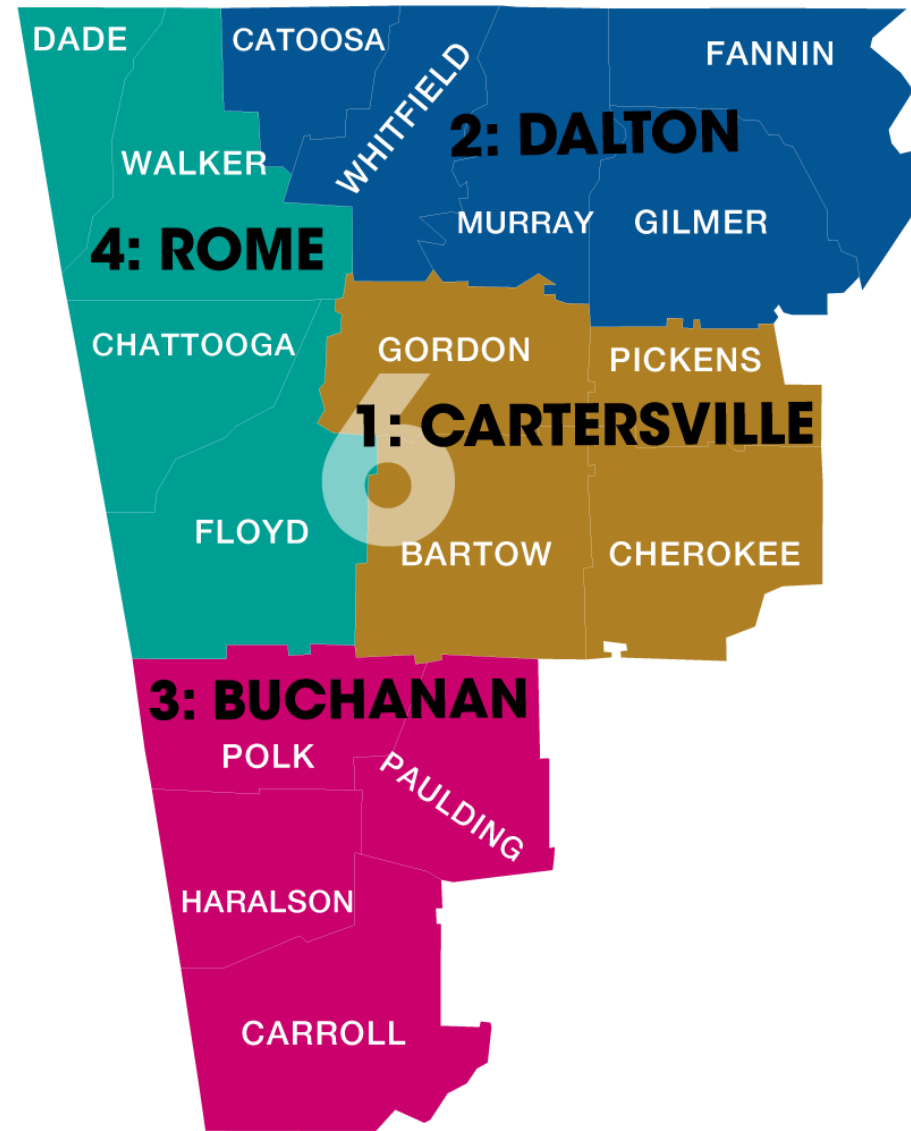 DADE
CATOOSA
FANNIN
WHITFIELD
2: DALTON
WALKER
MURRAY
GILMER
4: ROME
CHATTOOGA
GORDON
PICKENS
1: CARTERSVILLE
6
FLOYD
BARTOW
CHEROKEE
3: BUCHANAN
POLK
PAULDING
HARALSON
CARROLL